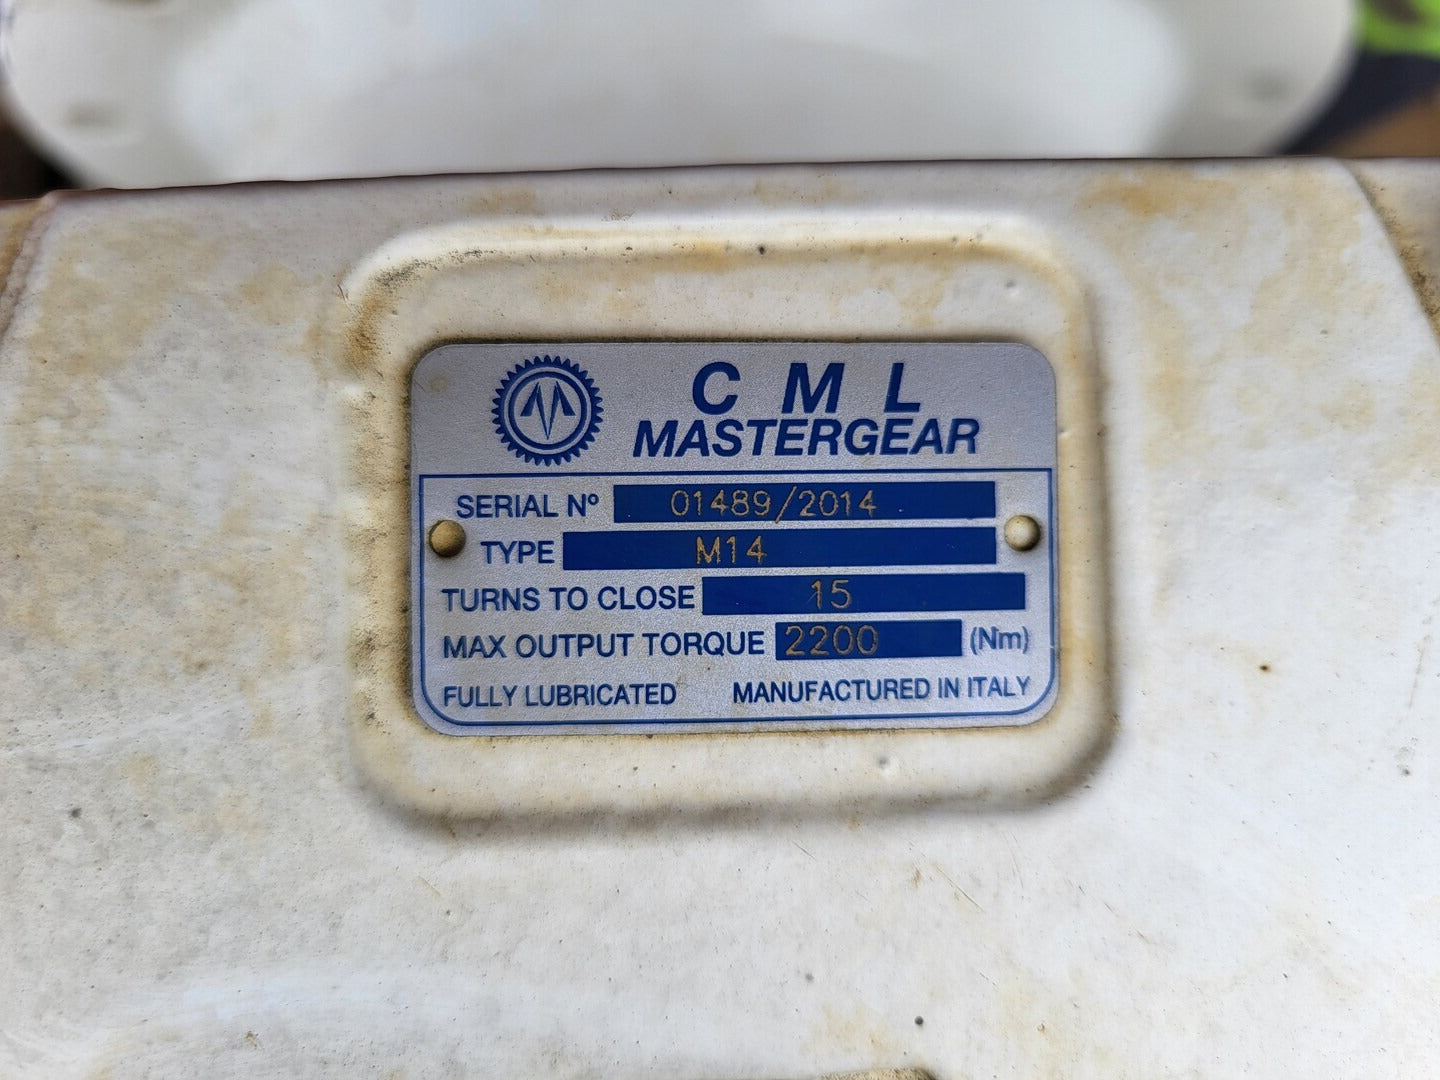 C M L
MASTERGEAR
SERIAL Nº 01489/2014
TYPE M14
TURNS TO CLOSE 15
MAX OUTPUT TORQUE 2200 (Nm)
FULLY LUBRICATED MANUFACTURED IN ITALY